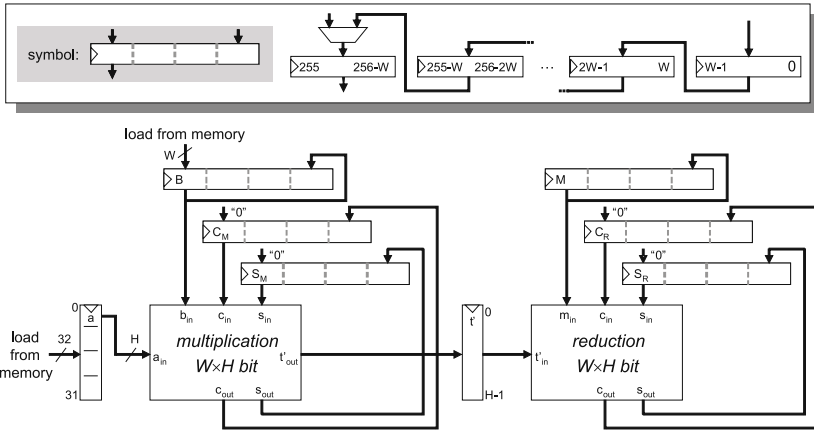 symbol:
255 256-W
255-W 256-2W
...
2W-1 W
W-1 0
load from memory
W
B
"0"
C_M
"0"
S_M
M
"0"
C_R
"0"
S_R
0
a
31
load
from
memory
32
H
b_in c_in s_in
multiplication
W×H bit
a_in
t'_out
c_out s_out
t'
0
H-1
m_in c_in s_in
reduction
W×H bit
t'_in
c_out s_out